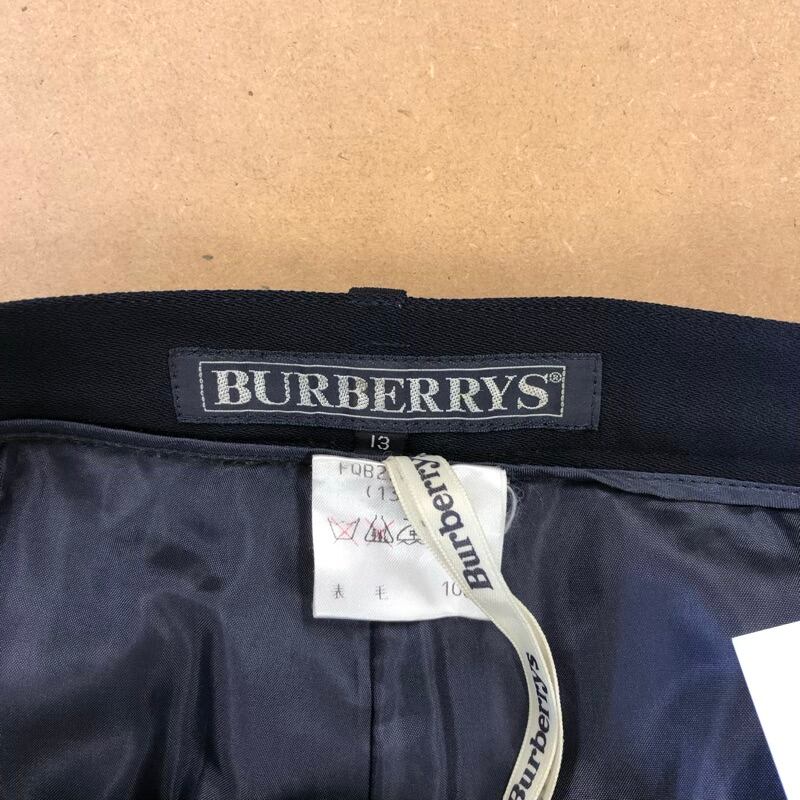 BURBERRYS®
13
FQB2
(13
表 毛 10
Burberrys
Burberrys